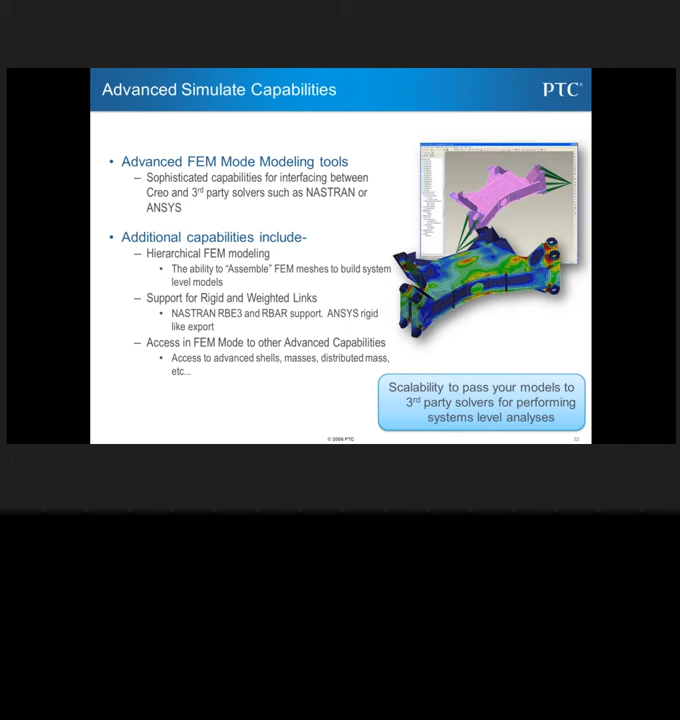 Advanced Simulate Capabilities
PTC®
• Advanced FEM Mode Modeling tools
– Sophisticated capabilities for interfacing between
Creo and 3rd party solvers such as NASTRAN or
ANSYS
• Additional capabilities include-
– Hierarchical FEM modeling
• The ability to “Assemble” FEM meshes to build system
level models
– Support for Rigid and Weighted Links
• NASTRAN RBE3 and RBAR support. ANSYS rigid
like export
– Access in FEM Mode to other Advanced Capabilities
• Access to advanced shells, masses, distributed mass,
etc...
Scalability to pass your models to
3rd party solvers for performing
systems level analyses
© 2006 PTC
52